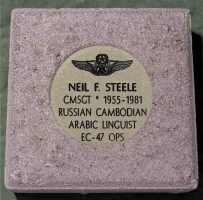 NEIL F. STEELE
CMSGT * 1955-1981
RUSSIAN CAMBODIAN
ARABIC LINGUIST
EC-47 OPS